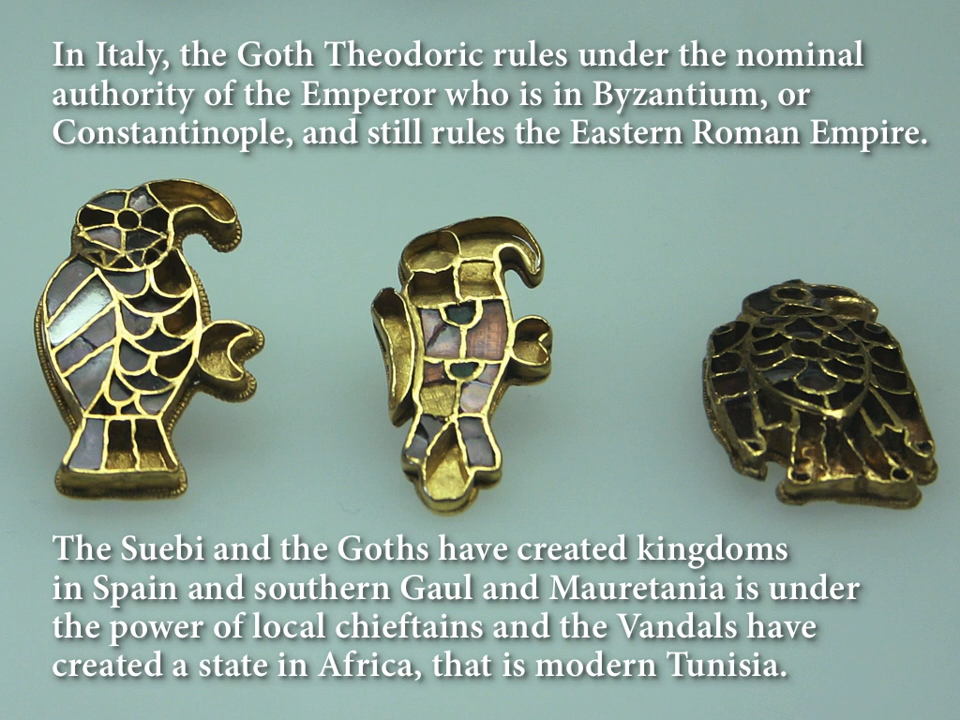 In Italy, the Goth Theodoric rules under the nominal
authority of the Emperor who is in Byzantium, or
Constantinople, and still rules the Eastern Roman Empire.
The Suebi and the Goths have created kingdoms
in Spain and southern Gaul and Mauretania is under
the power of local chieftains and the Vandals have
created a state in Africa, that is modern Tunisia.